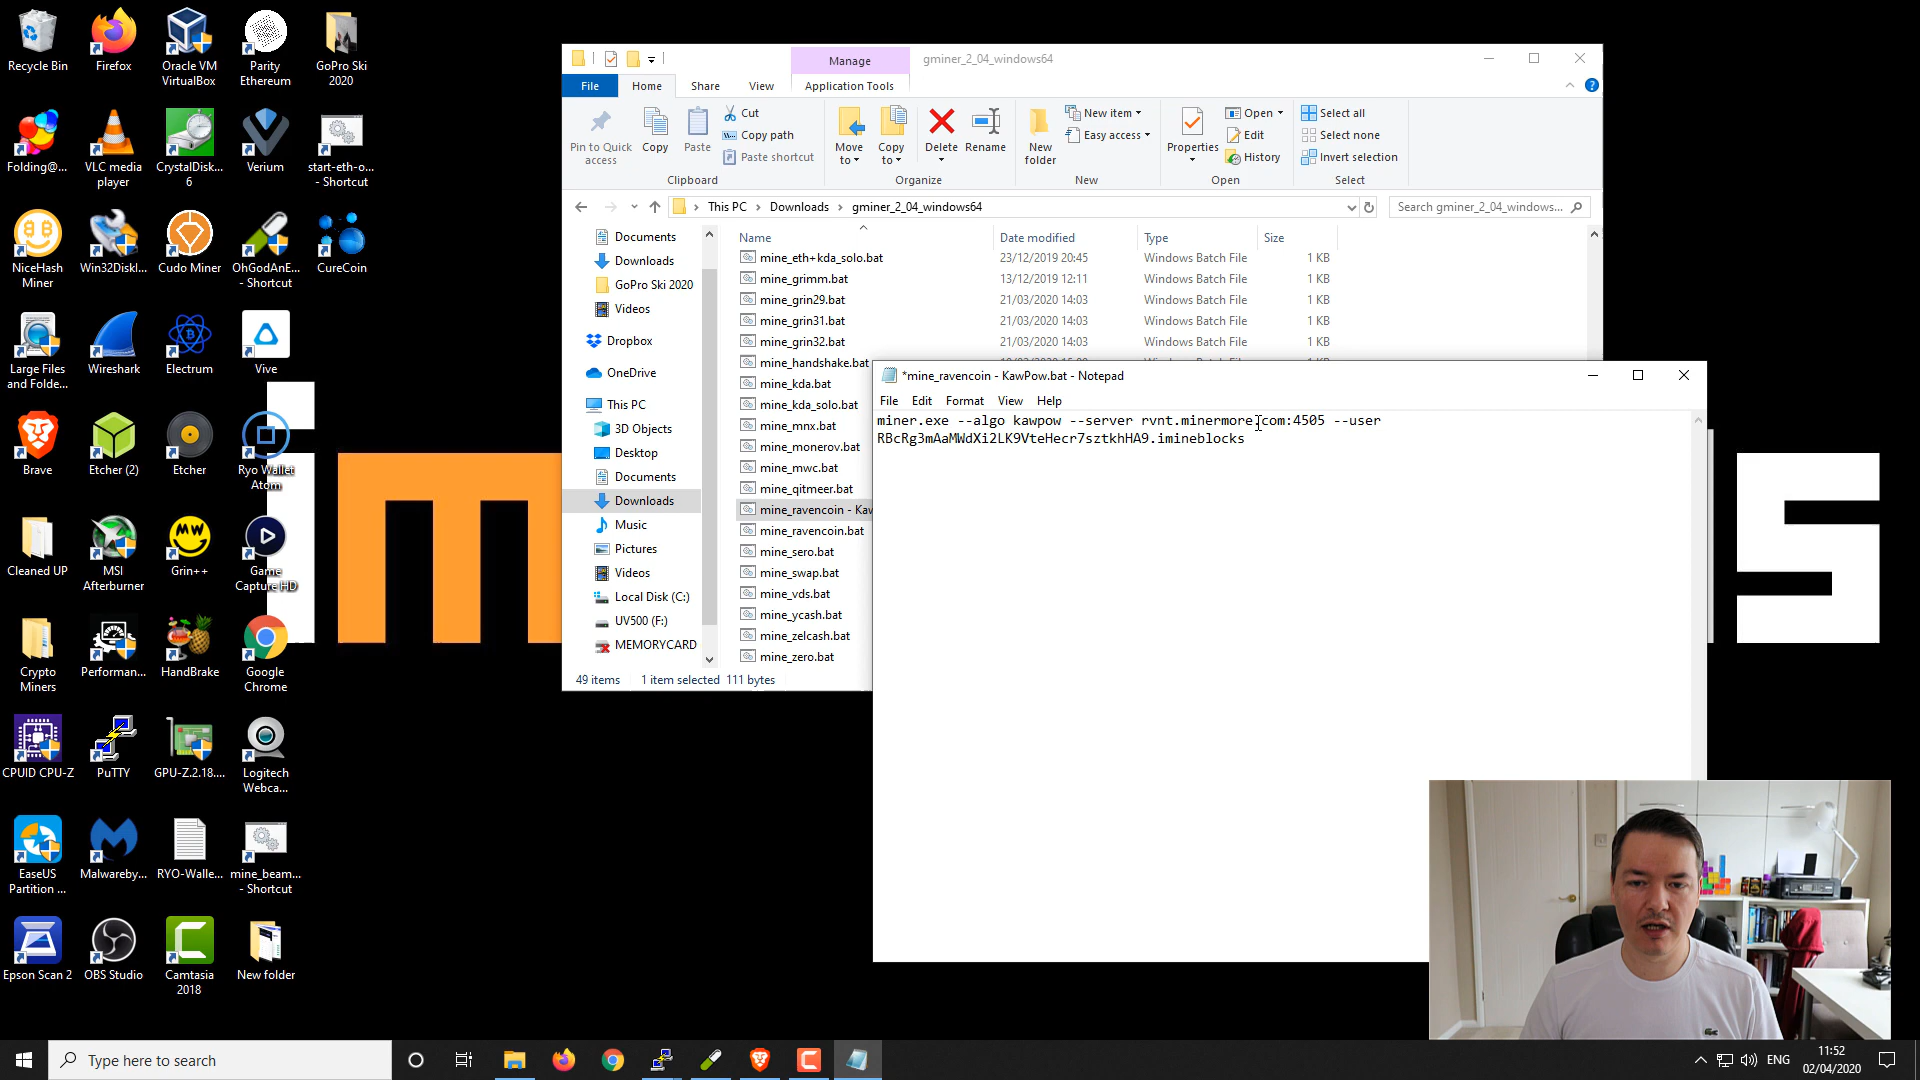 Recycle Bin
Firefox
Oracle VM
VirtualBox
Parity
Ethereum
GoPro Ski
2020
Folding@...
VLC media
player
CrystalDisk...
6
Verium
start-eth-o...
- Shortcut
NiceHash
Miner
Win32DiskI...
Cudo Miner
OhGodAnE...
- Shortcut
CureCoin
Large Files
and Folde...
Wireshark
Electrum
Vive
Brave
Etcher (2)
Etcher
Ryo Wallet
Atom
Cleaned UP
MSI
Afterburner
Grin++
Game
Capture HD
Crypto
Miners
Performan...
HandBrake
Google
Chrome
CPUID CPU-Z
PuTTY
GPU-Z.2.18....
Logitech
Webca...
EaseUS
Partition ...
Malwareby...
RYO-Walle...
mine_beam...
- Shortcut
Epson Scan 2
OBS Studio
Camtasia
2018
New folder
Manage
gminer_2_04_windows64
File
Home
Share
View
Application Tools
Pin to Quick
access
Copy
Paste
Cut
Copy path
Paste shortcut
Clipboard
Move
to
Copy
to
Delete
Rename
Organize
New
folder
New item
Easy access
New
Properties
Open
Edit
History
Open
Select all
Select none
Invert selection
Select
This PC
Downloads
gminer_2_04_windows64
Search gminer_2_04_windows...
Documents
Downloads
GoPro Ski 2020
Videos
Dropbox
OneDrive
This PC
3D Objects
Desktop
Documents
Downloads
Music
Pictures
Videos
Local Disk (C:)
UV500 (F:)
MEMORYCARD
Name Date modified Type Size
mine_eth+kda_solo.bat 23/12/2019 20:45 Windows Batch File 1 KB
mine_grimm.bat 13/12/2019 12:11 Windows Batch File 1 KB
mine_grin29.bat 21/03/2020 14:03 Windows Batch File 1 KB
mine_grin31.bat 21/03/2020 14:03 Windows Batch File 1 KB
mine_grin32.bat 21/03/2020 14:03 Windows Batch File 1 KB
mine_handshake.bat
mine_kda.bat
mine_kda_solo.bat
mine_mnx.bat
mine_monerov.bat
mine_mwc.bat
mine_qitmeer.bat
mine_ravencoin - Kaw
mine_ravencoin.bat
mine_sero.bat
mine_swap.bat
mine_vds.bat
mine_ycash.bat
mine_zelcash.bat
mine_zero.bat
49 items 1 item selected 111 bytes
*mine_ravencoin - KawPow.bat - Notepad
File Edit Format View Help
miner.exe --algo kawpow --server rvnt.minermore.com:4505 --user
RBcRg3mAaMWdXi2LK9VteHecr7sztkhHA9.imineblocks
Type here to search
ENG
11:52
02/04/2020